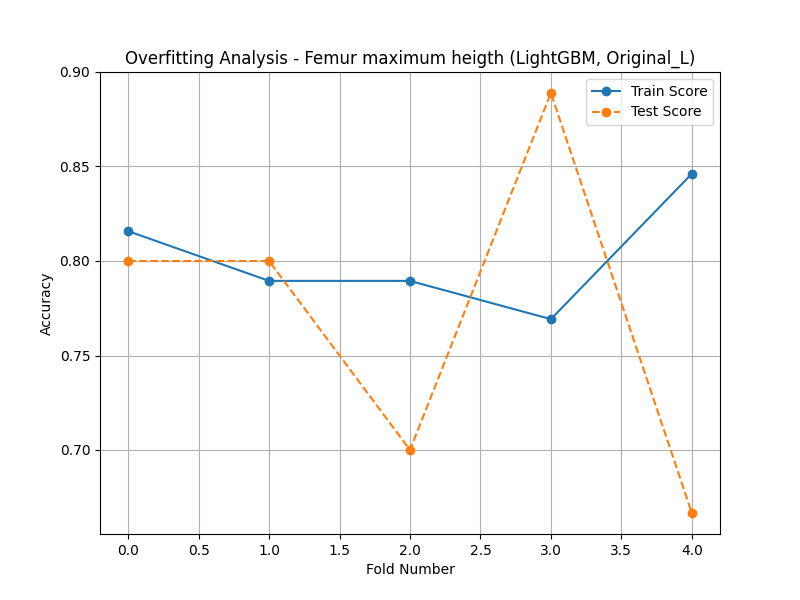 Overfitting Analysis - Femur maximum heigth (LightGBM, Original_L)
Train Score
Test Score
0.90
0.85
0.80
0.75
0.70
Accuracy
0.0 0.5 1.0 1.5 2.0 2.5 3.0 3.5 4.0
Fold Number